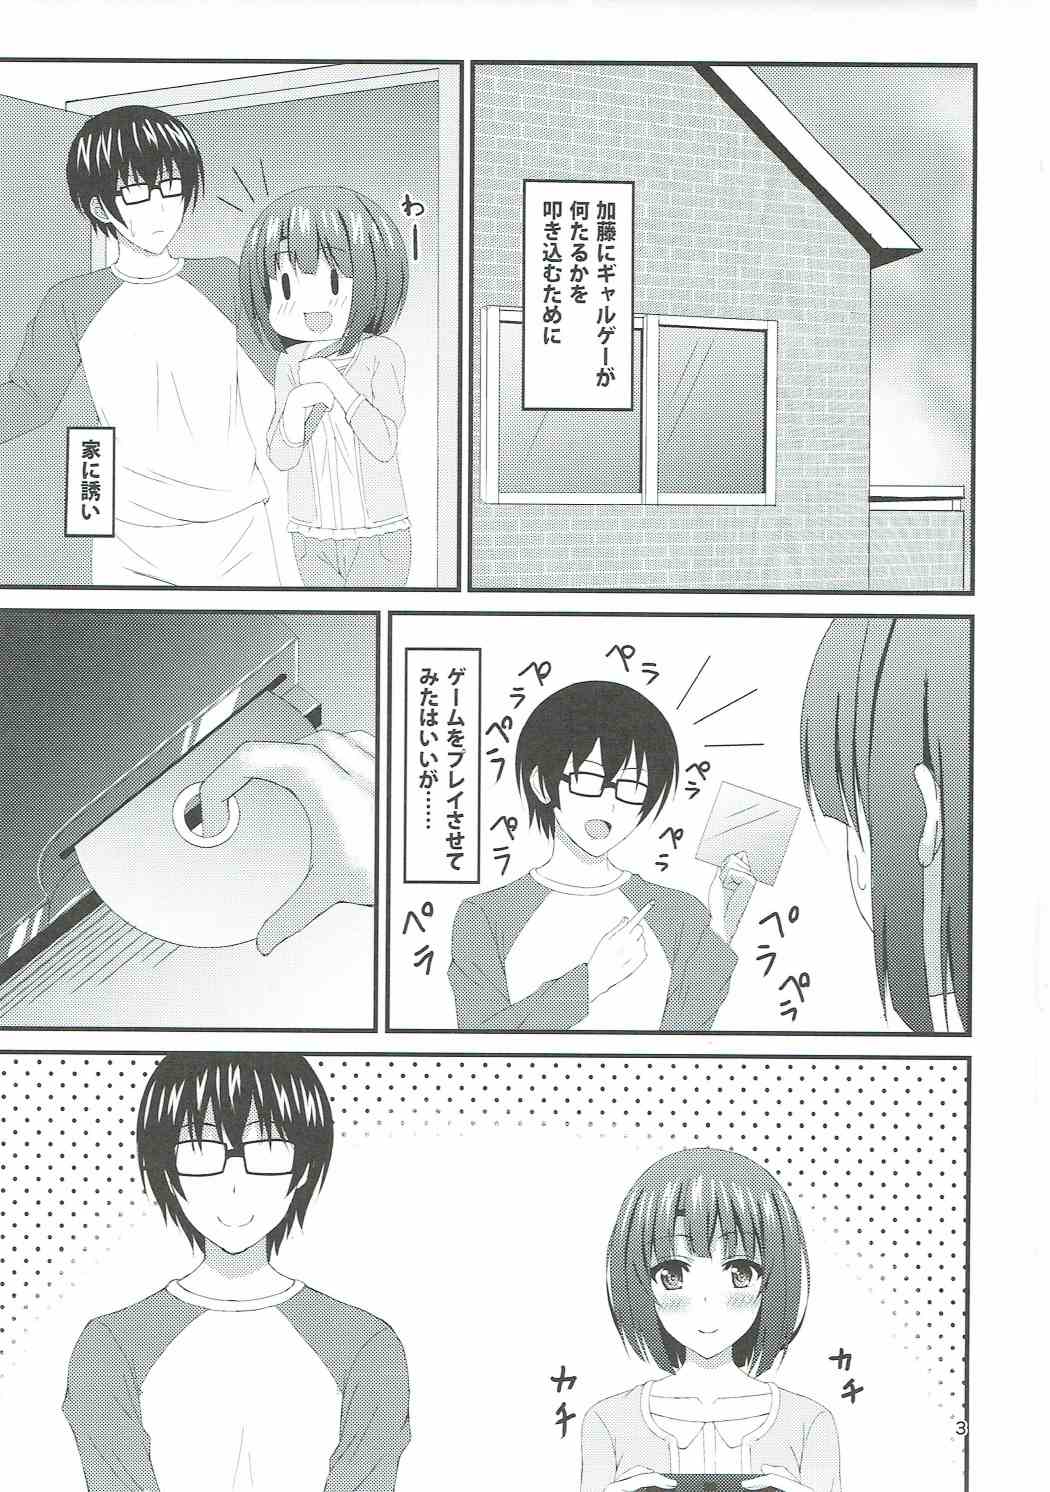 加藤にギャルゲーが
何たるかを
叩き込むために
わー
家に誘い
ペラ
ペラ
ペラ
ペラ
ペラ
ペラ
ペラ
ペラ
ペラ
ゲームをプレイさせて
みたはいいが……
カチ
カチ
3